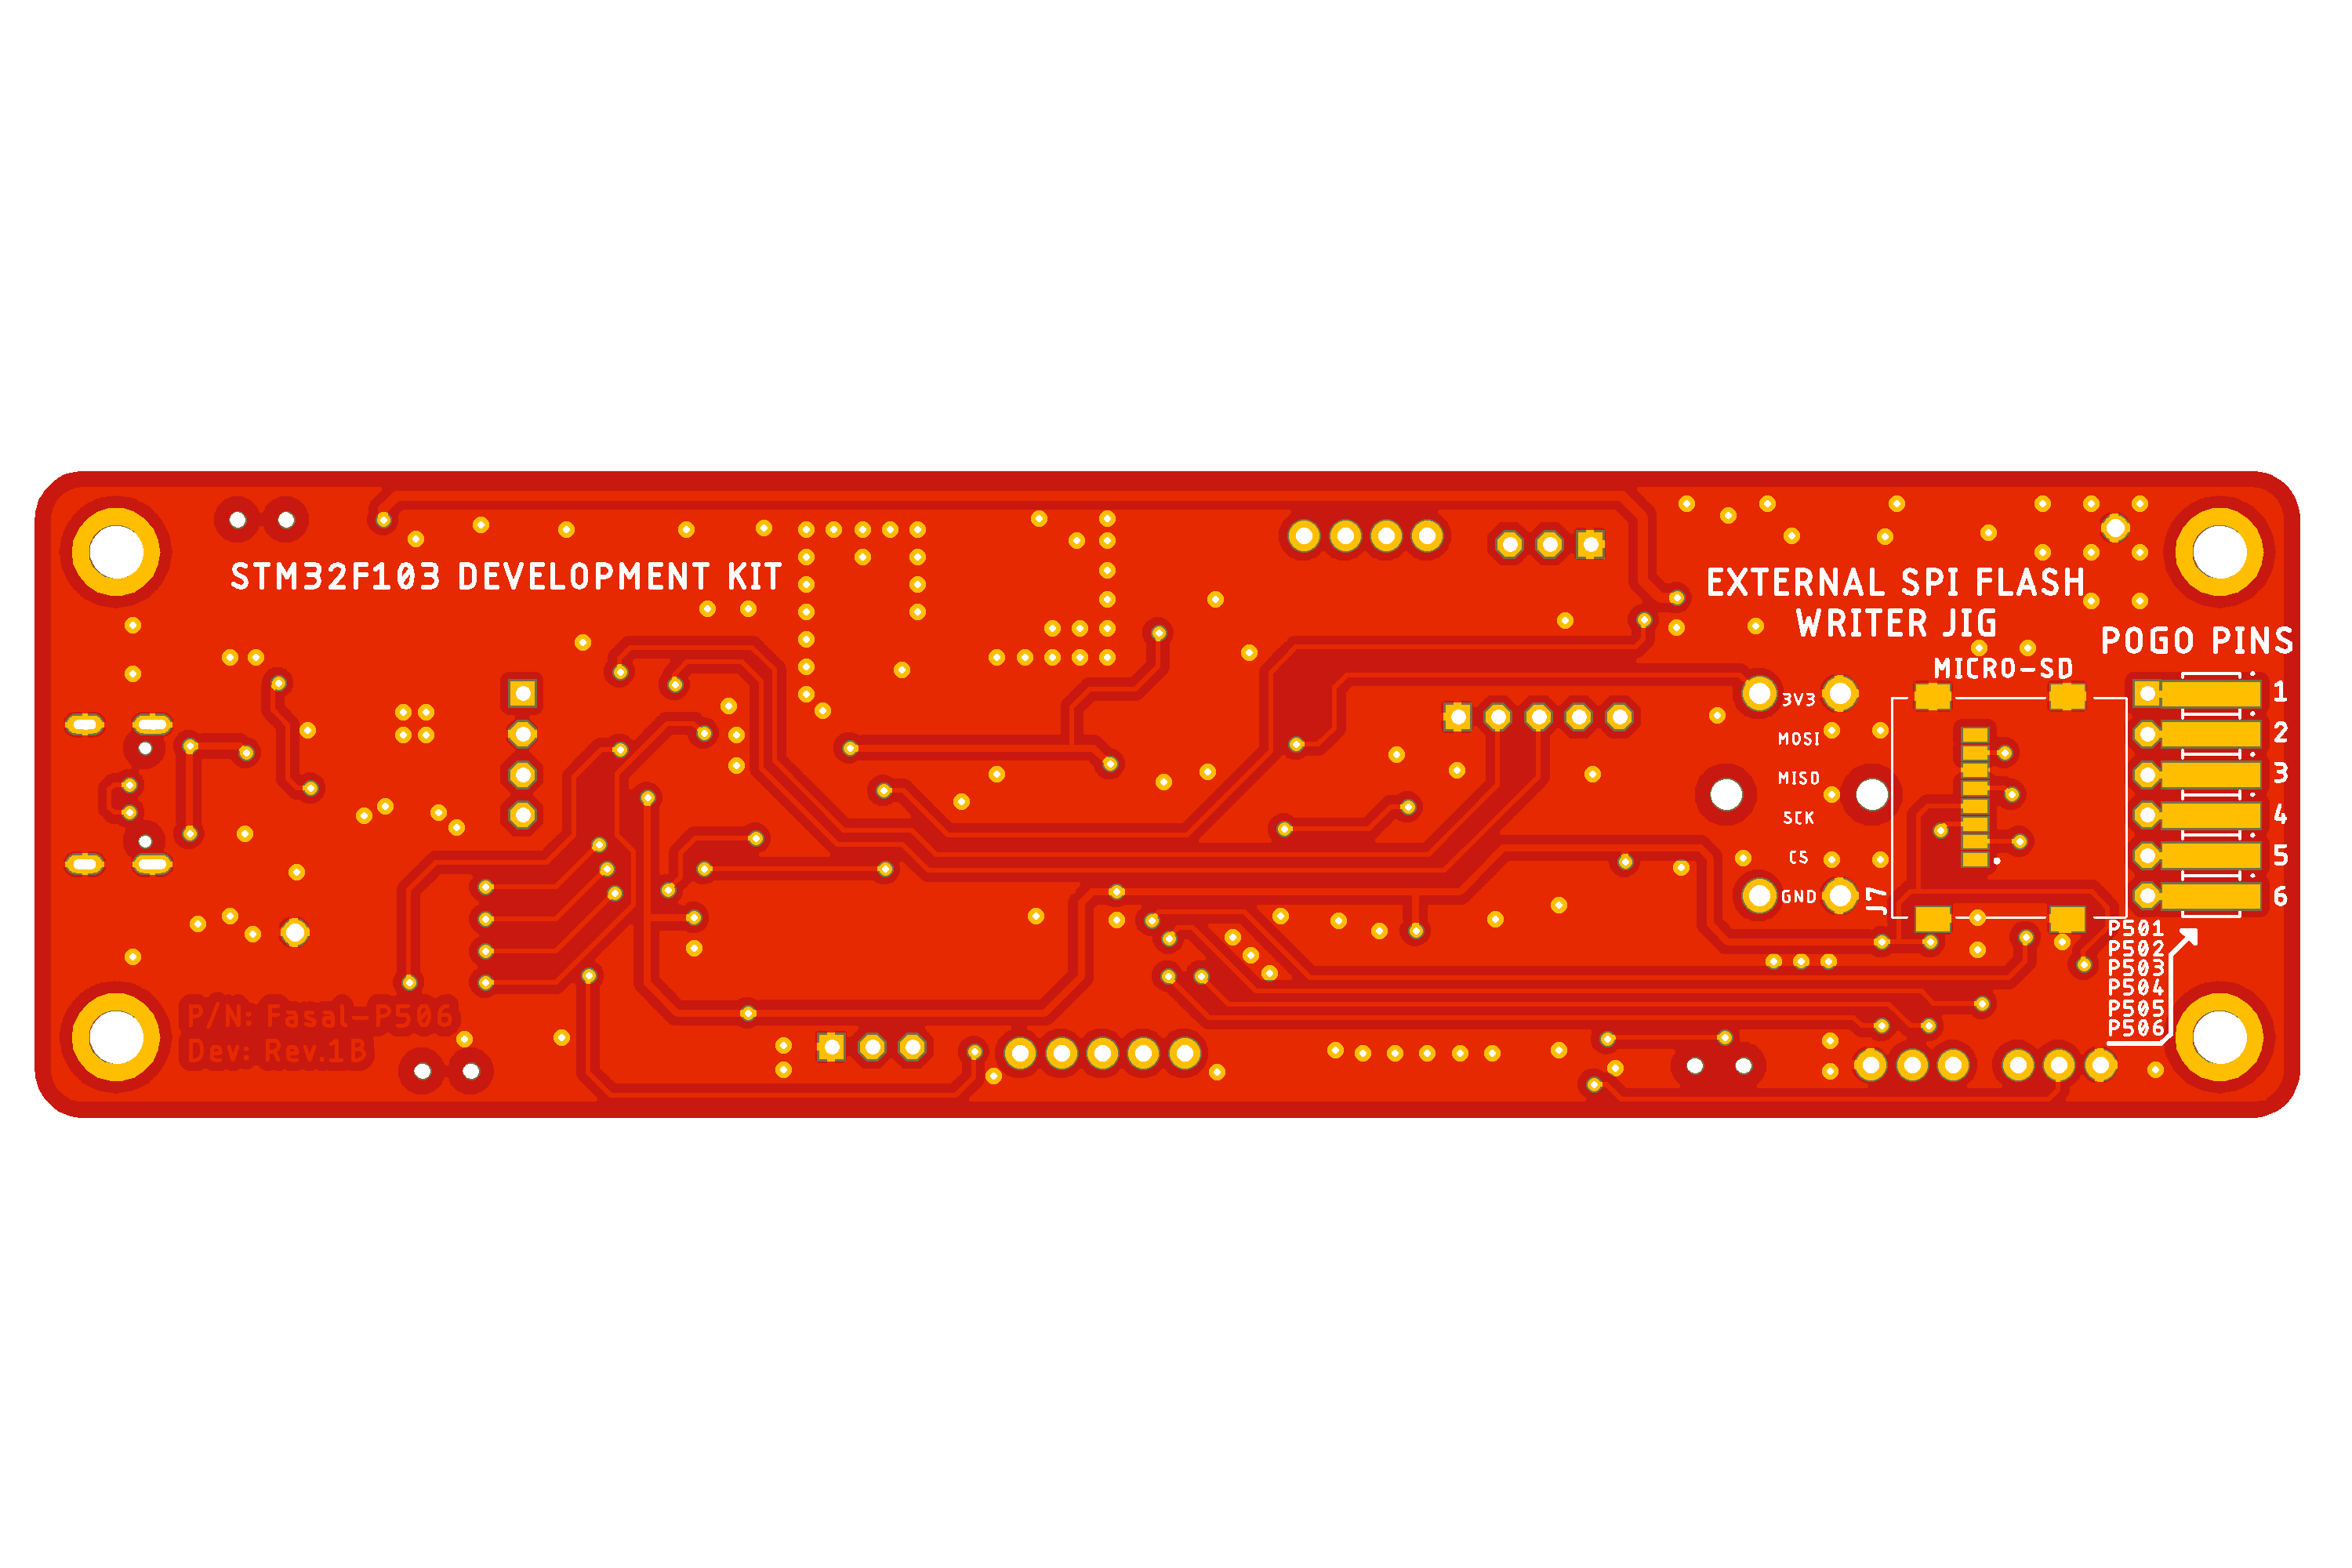 STM32F103 DEVELOPMENT KIT
EXTERNAL SPI FLASH
WRITER JIG
POGO PINS
MICRO-SD
1
2
3
4
5
6
3V3
MOSI
MISO
SCK
CS
GND
J7
P501
P502
P503
P504
P505
P506
P/N: Fasal-P506
Dev: Rev.1B